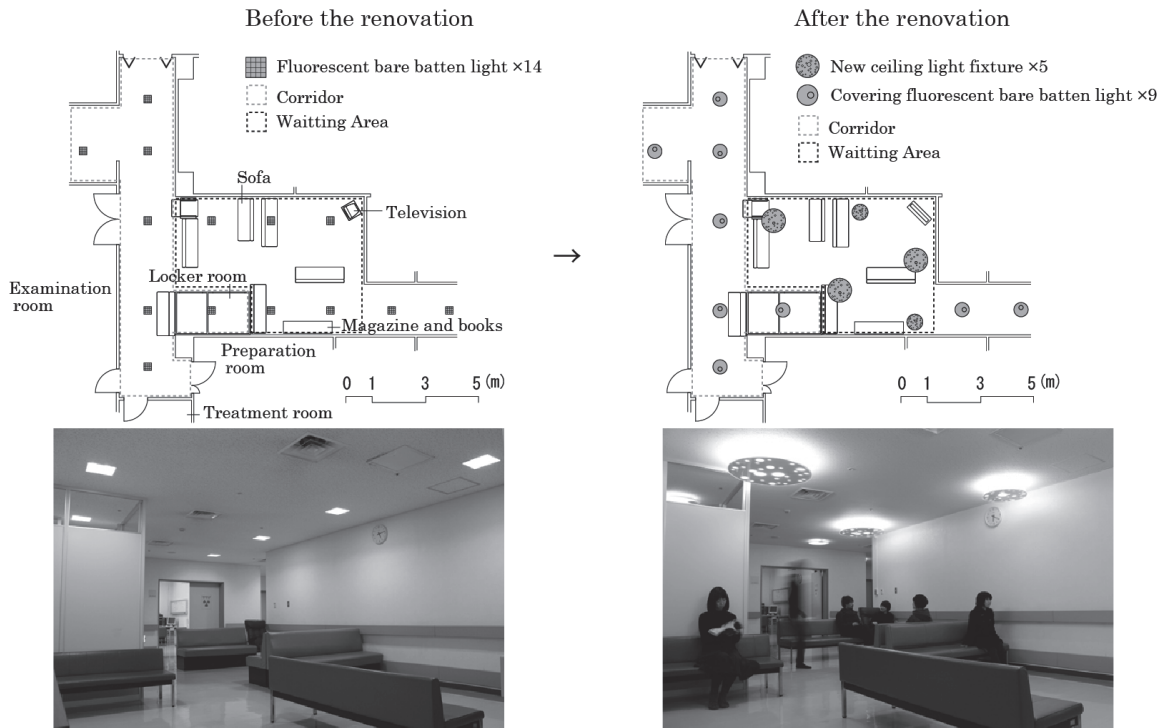 Before the renovation
Fluorescent bare batten light ×14
Corridor
Waitting Area
Sofa
Television
Locker room
Examination
room
Magazine and books
Preparation
room
Treatment room
0 1 3 5 (m)
→
After the renovation
New ceiling light fixture ×5
Covering fluorescent bare batten light ×9
Corridor
Waitting Area
0 1 3 5 (m)